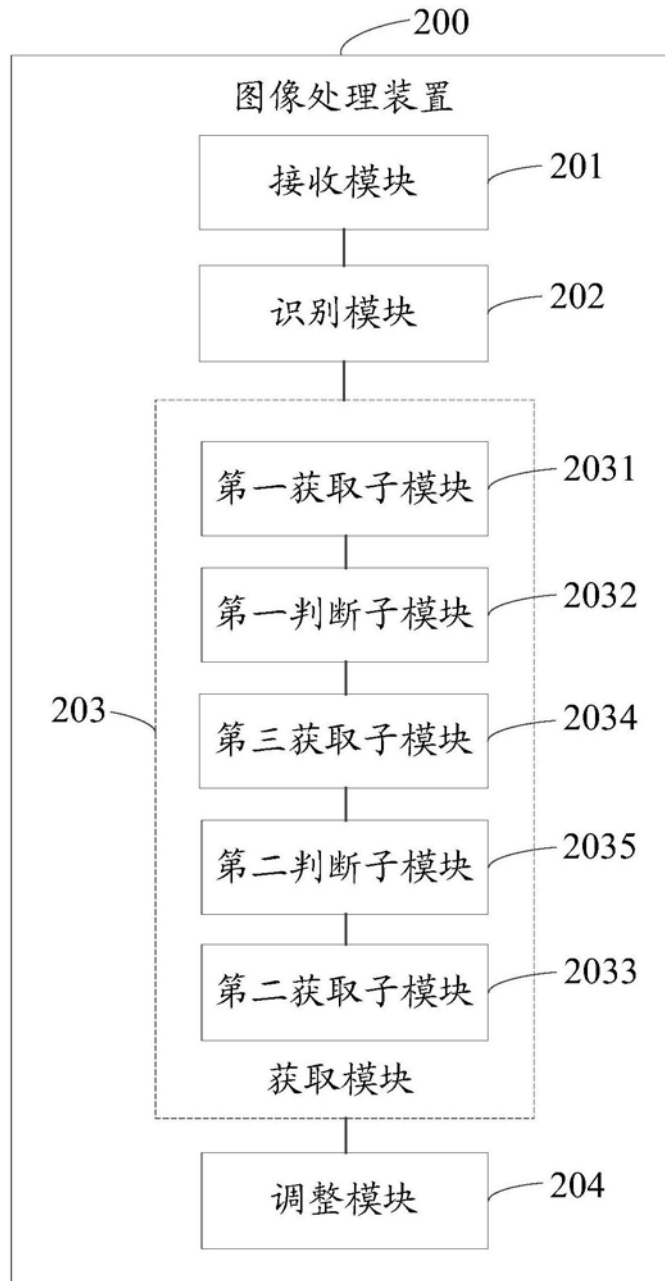 200
图像处理装置
接收模块
201
识别模块
202
第一获取子模块
2031
第一判断子模块
2032
203
第三获取子模块
2034
第二判断子模块
2035
第二获取子模块
2033
获取模块
调整模块
204